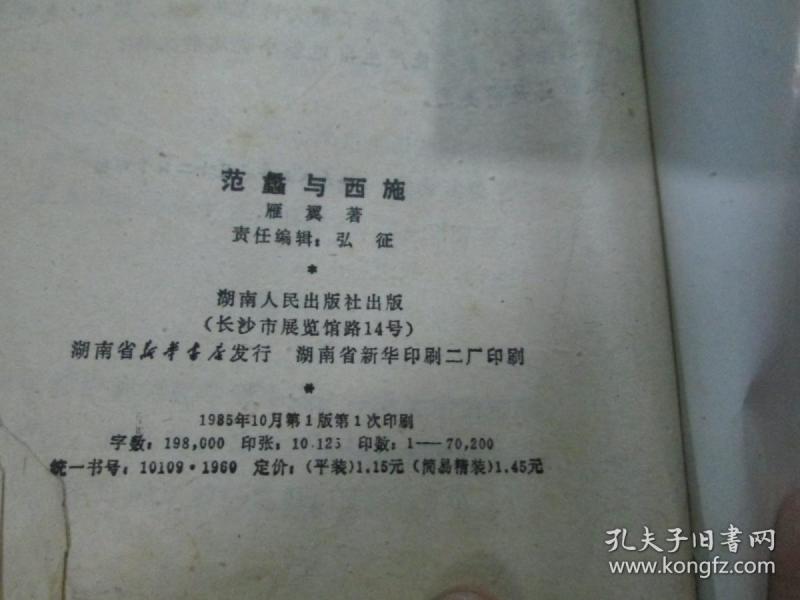 范蠡与西施
雁翼著
责任编辑：弘征
*
湖南人民出版社出版
（长沙市展览馆路14号）
湖南省新华书店发行 湖南省新华印刷二厂印刷
*
1985年10月第1版第1次印刷
字数：198,000 印张：10.125 印数：1——70,200
统一书号：10109·1960 定价：（平装）1.15元（简易精装）1.45元
孔夫子旧书网
www.kongfz.com